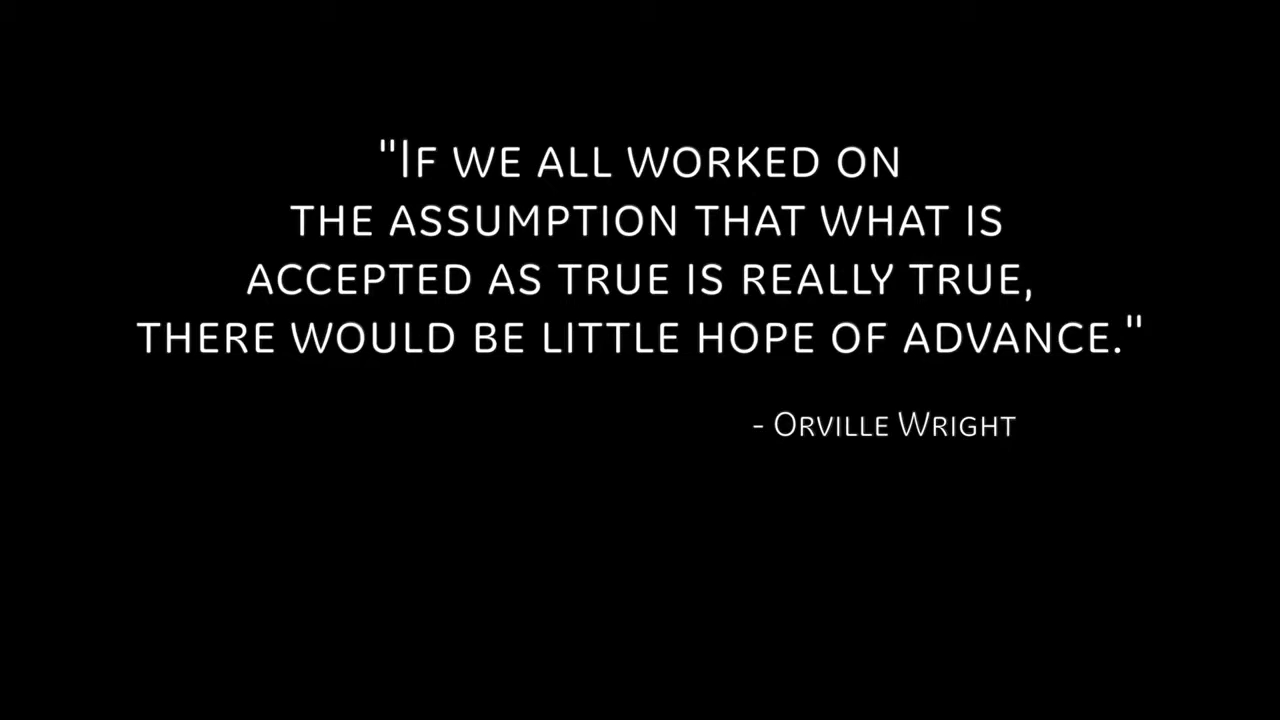 "If we all worked on
the assumption that what is
accepted as true is really true,
there would be little hope of advance."
- Orville Wright